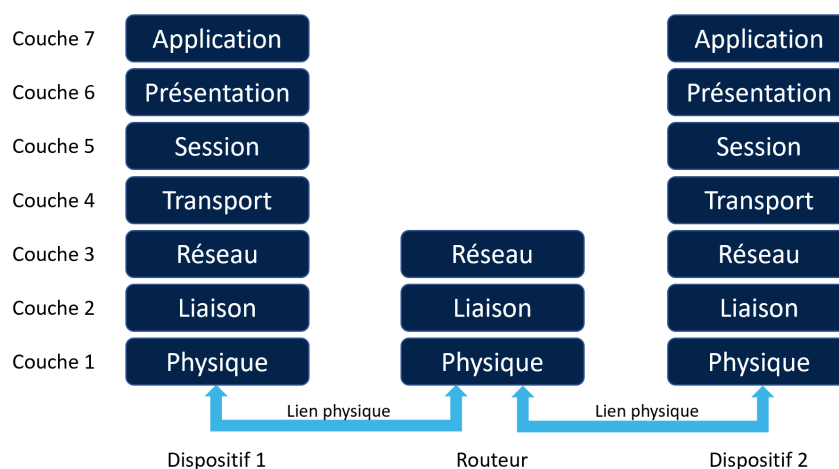 Couche 7 Application Application
Couche 6 Présentation Présentation
Couche 5 Session Session
Couche 4 Transport Transport
Couche 3 Réseau Réseau Réseau
Couche 2 Liaison Liaison Liaison
Couche 1 Physique Physique Physique
Lien physique Lien physique
Dispositif 1 Routeur Dispositif 2